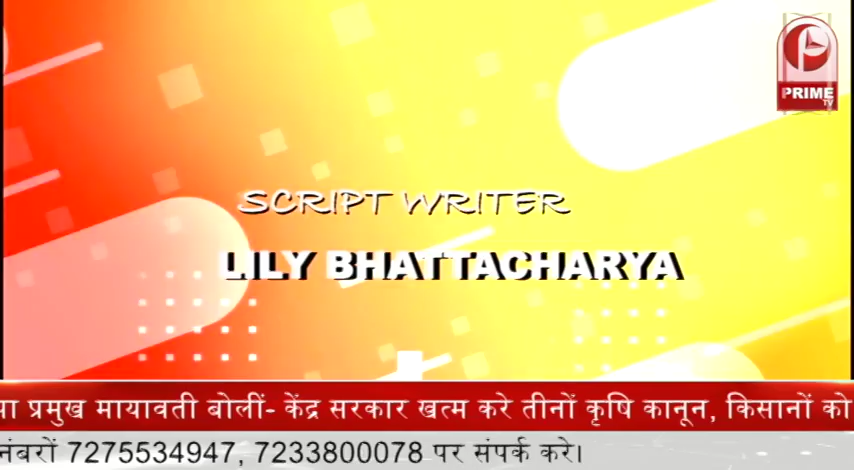 PRIME
TV
SCRIPT WRITER
LILY BHATTACHARYA
प्रमुख मायावती बोलीं- केंद्र सरकार खत्म करे तीनों कृषि कानून, किसानों को
नंबरों 7275534947, 7233800078 पर संपर्क करे।